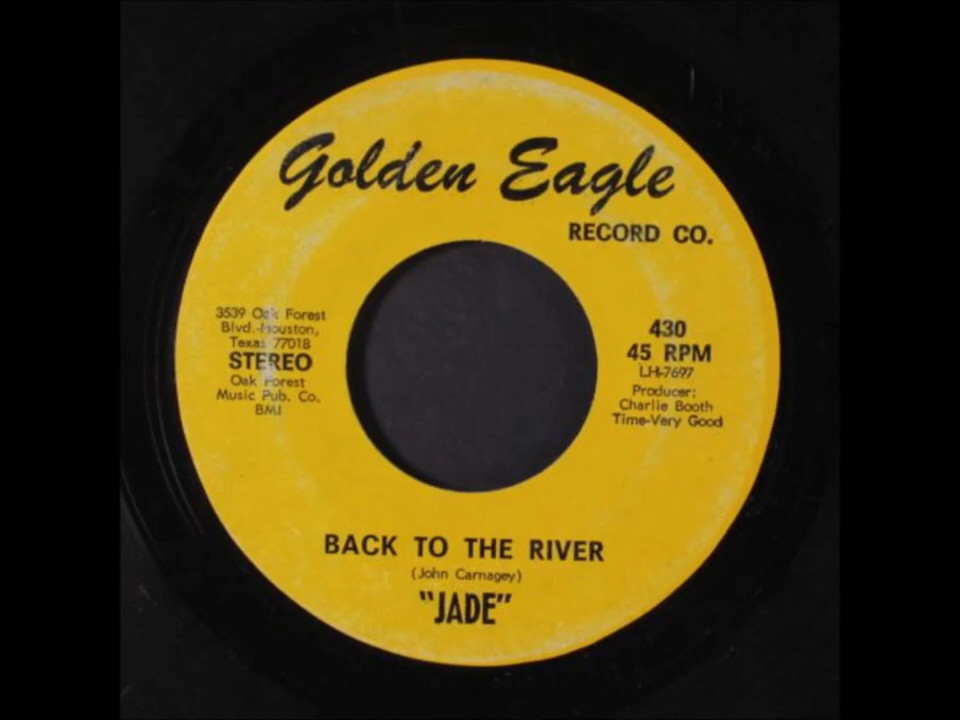 Golden Eagle
RECORD CO.
3539 Oak Forest
Blvd.-Houston,
Texas 77018
STEREO
Oak Forest
Music Pub. Co.
BMI
430
45 RPM
LH-7697
Producer:
Charlie Booth
Time-Very Good
BACK TO THE RIVER
(John Carnagey)
"JADE"